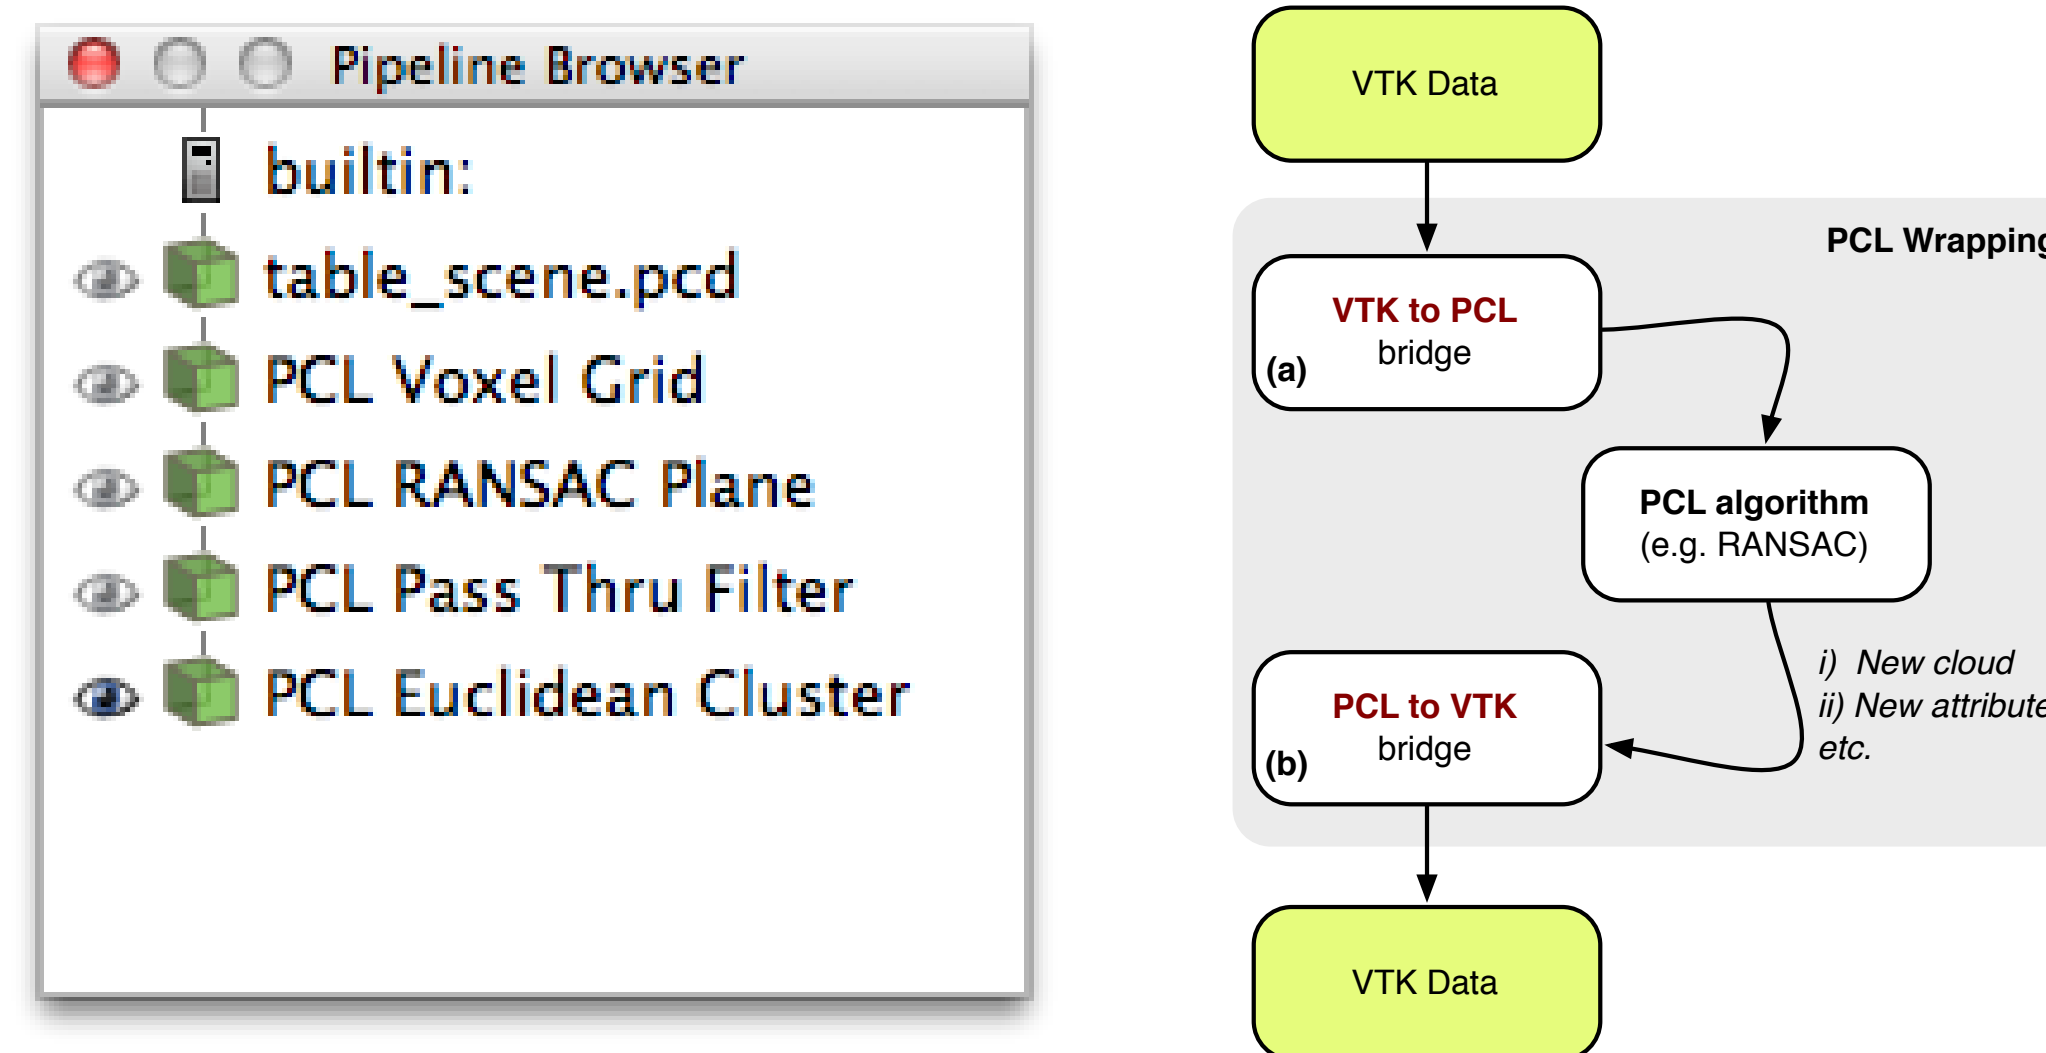 Pipeline Browser
builtin:
table_scene.pcd
PCL Voxel Grid
PCL RANSAC Plane
PCL Pass Thru Filter
PCL Euclidean Cluster
VTK Data
PCL Wrapping
VTK to PCL
bridge
(a)
PCL algorithm
(e.g. RANSAC)
i) New cloud
ii) New attribute
etc.
PCL to VTK
bridge
(b)
VTK Data